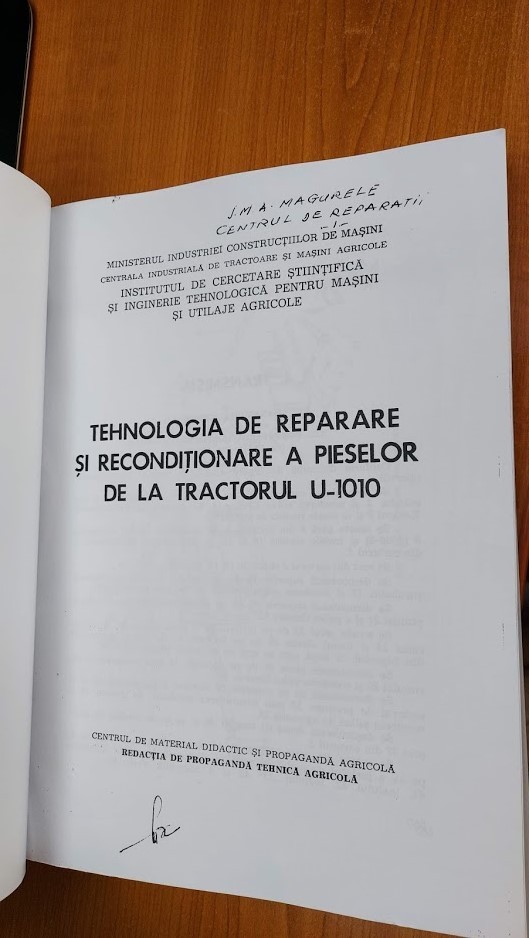 S.M.A. MAGURELE
CENTRUL DE REPARATII
-1-
MINISTERUL INDUSTRIEI CONSTRUCȚIILOR DE MAȘINI
CENTRALA INDUSTRIALĂ DE TRACTOARE ȘI MAȘINI AGRICOLE
INSTITUTUL DE CERCETARE ȘTIINȚIFICĂ
ȘI INGINERIE TEHNOLOGICĂ PENTRU MAȘINI
ȘI UTILAJE AGRICOLE
TEHNOLOGIA DE REPARARE
ȘI RECONDIȚIONARE A PIESELOR
DE LA TRACTORUL U-1010
CENTRUL DE MATERIAL DIDACTIC ȘI PROPAGANDĂ AGRICOLĂ
REDACȚIA DE PROPAGANDĂ TEHNICĂ AGRICOLĂ